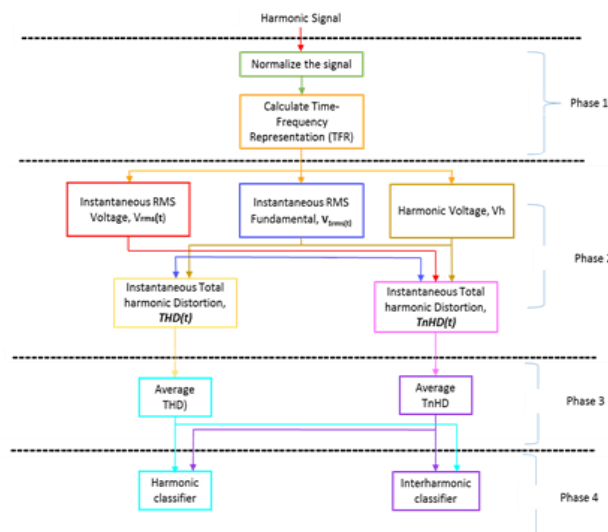 Harmonic Signal
Normalize the signal
Calculate Time-
Frequency
Representation (TFR)
Phase 1
Instantaneous RMS
Voltage, Vrms(t)
Instantaneous RMS
Fundamental, V1rms(t)
Harmonic Voltage, Vh
Phase 2
Instantaneous Total
harmonic Distortion,
THD(t)
Instantaneous Total
harmonic Distortion,
TnHD(t)
Average
THD)
Average
TnHD
Phase 3
Harmonic
classifier
Interharmonic
classifier
Phase 4